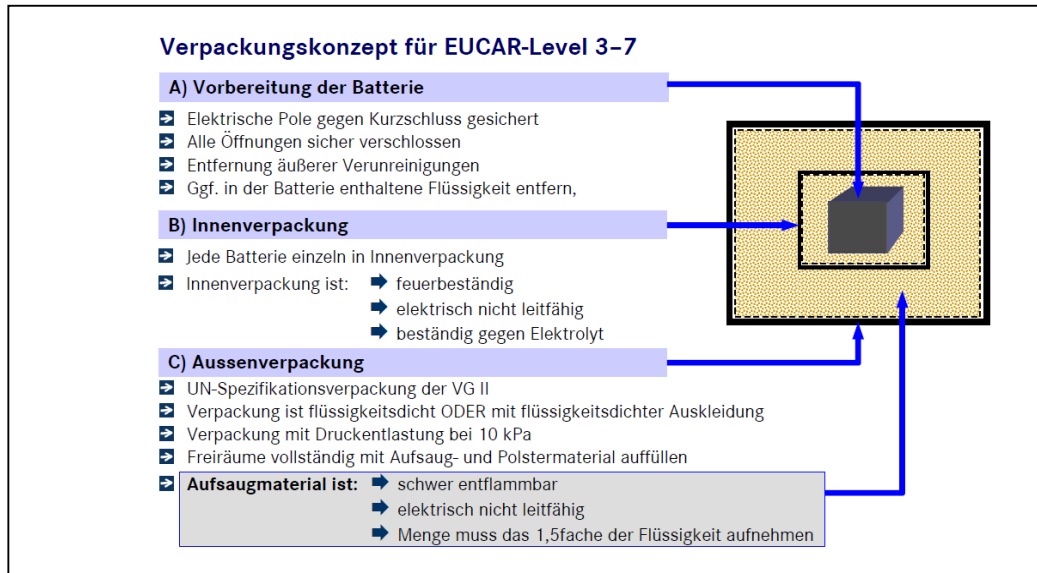 Verpackungskonzept für EUCAR-Level 3–7
A) Vorbereitung der Batterie
Elektrische Pole gegen Kurzschluss gesichert
Alle Öffnungen sicher verschlossen
Entfernung äußerer Verunreinigungen
Ggf. in der Batterie enthaltene Flüssigkeit entfern,
B) Innenverpackung
Jede Batterie einzeln in Innenverpackung
Innenverpackung ist: feuerbeständig
elektrisch nicht leitfähig
beständig gegen Elektrolyt
C) Aussenverpackung
UN-Spezifikationsverpackung der VG II
Verpackung ist flüssigkeitsdicht ODER mit flüssigkeitsdichter Auskleidung
Verpackung mit Druckentlastung bei 10 kPa
Freiräume vollständig mit Aufsaug- und Polstermaterial auffüllen
Aufsaugmaterial ist: schwer entflammbar
elektrisch nicht leitfähig
Menge muss das 1,5fache der Flüssigkeit aufnehmen